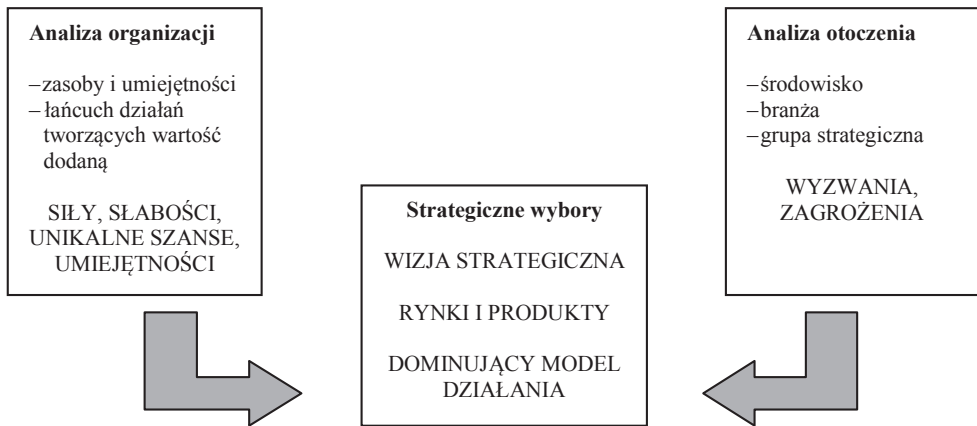 Analiza organizacji
–zasoby i umiejętności
–łańcuch działań
tworzących wartość
dodaną
SIŁY, SŁABOŚCI,
UNIKALNE SZANSE,
UMIEJĘTNOŚCI
Strategiczne wybory
WIZJA STRATEGICZNA
RYNKI I PRODUKTY
DOMINUJĄCY MODEL
DZIAŁANIA
Analiza otoczenia
–środowisko
–branża
–grupa strategiczna
WYZWANIA,
ZAGROŻENIA